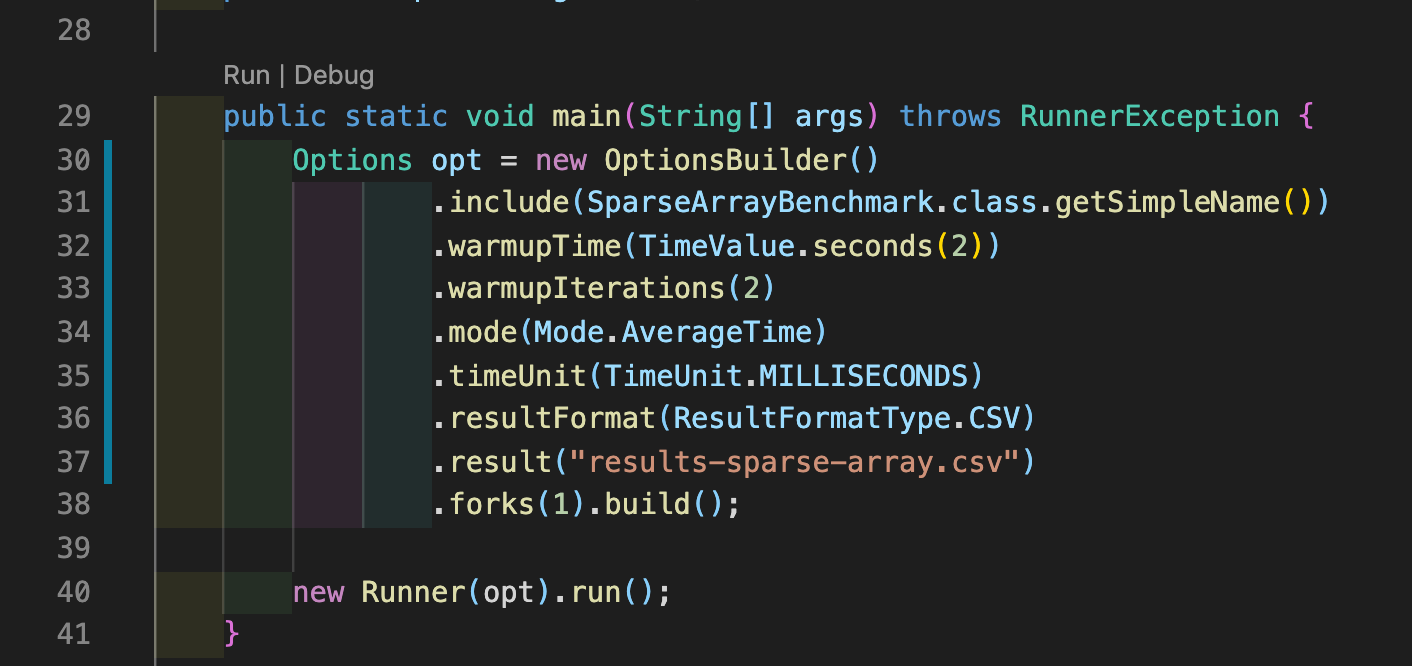 28
Run | Debug
29 public static void main(String[] args) throws RunnerException {
30 Options opt = new OptionsBuilder()
31 .include(SparseArrayBenchmark.class.getSimpleName())
32 .warmupTime(TimeValue.seconds(2))
33 .warmupIterations(2)
34 .mode(Mode.AverageTime)
35 .timeUnit(TimeUnit.MILLISECONDS)
36 .resultFormat(ResultFormatType.CSV)
37 .result("results-sparse-array.csv")
38 .forks(1).build();
39
40 new Runner(opt).run();
41 }